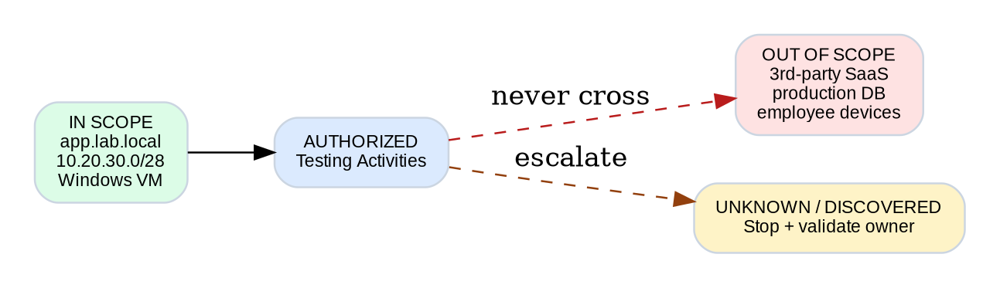 IN SCOPE
app.lab.local
10.20.30.0/28
Windows VM
AUTHORIZED
Testing Activities
never cross
escalate
OUT OF SCOPE
3rd-party SaaS
production DB
employee devices
UNKNOWN / DISCOVERED
Stop + validate owner